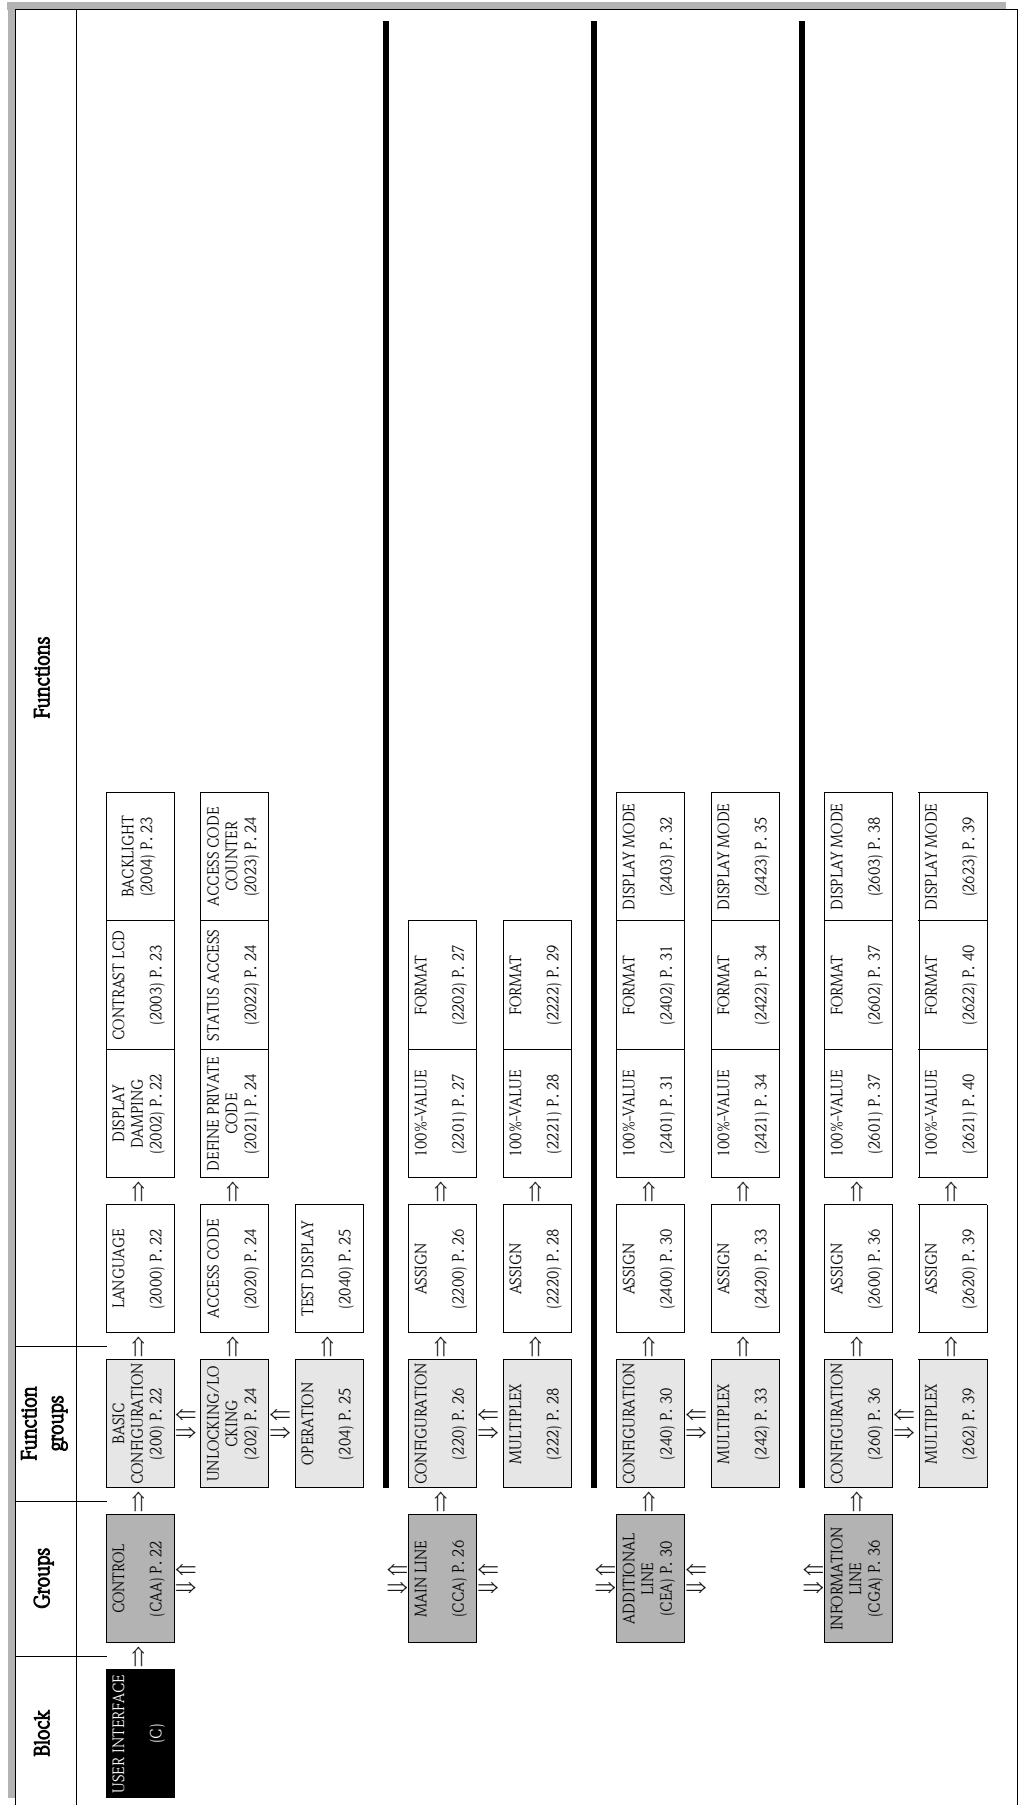 Block
Groups
Function
groups
Functions
USER INTERFACE
(C)
⇒
CONTROL
(CAA) P. 22
⇒
BASIC
CONFIGURATION
(200) P. 22
⇒
LANGUAGE
(2000) P. 22
⇒
DISPLAY
DAMPING
(2002) P. 22
CONTRAST LCD
(2003) P. 23
BACKLIGHT
(2004) P. 23
⇓⇑
⇓⇑
UNLOCKING/LO
CKING
(202) P. 24
⇒
ACCESS CODE
(2020) P. 24
⇒
DEFINE PRIVATE
CODE
(2021) P. 24
STATUS ACCESS
(2022) P. 24
ACCESS CODE
COUNTER
(2023) P. 24
⇓⇑
OPERATION
(204) P. 25
⇒
TEST DISPLAY
(2040) P. 25
⇓⇑
MAIN LINE
(CCA) P. 26
⇒
CONFIGURATION
(220) P. 26
⇒
ASSIGN
(2200) P. 26
⇒
100%-VALUE
(2201) P. 27
FORMAT
(2202) P. 27
⇓⇑
⇓⇑
MULTIPLEX
(222) P. 28
⇒
ASSIGN
(2220) P. 28
⇒
100%-VALUE
(2221) P. 28
FORMAT
(2222) P. 29
⇓⇑
ADDITIONAL
LINE
(CEA) P. 30
⇒
CONFIGURATION
(240) P. 30
⇒
ASSIGN
(2400) P. 30
⇒
100%-VALUE
(2401) P. 31
FORMAT
(2402) P. 31
DISPLAY MODE
(2403) P. 32
⇓⇑
⇓⇑
MULTIPLEX
(242) P. 33
⇒
ASSIGN
(2420) P. 33
⇒
100%-VALUE
(2421) P. 34
FORMAT
(2422) P. 34
DISPLAY MODE
(2423) P. 35
⇓⇑
INFORMATION
LINE
(CGA) P. 36
⇒
CONFIGURATION
(260) P. 36
⇒
ASSIGN
(2600) P. 36
⇒
100%-VALUE
(2601) P. 37
FORMAT
(2602) P. 37
DISPLAY MODE
(2603) P. 38
⇓⇑
MULTIPLEX
(262) P. 39
⇒
ASSIGN
(2620) P. 39
⇒
100%-VALUE
(2621) P. 40
FORMAT
(2622) P. 40
DISPLAY MODE
(2623) P. 39